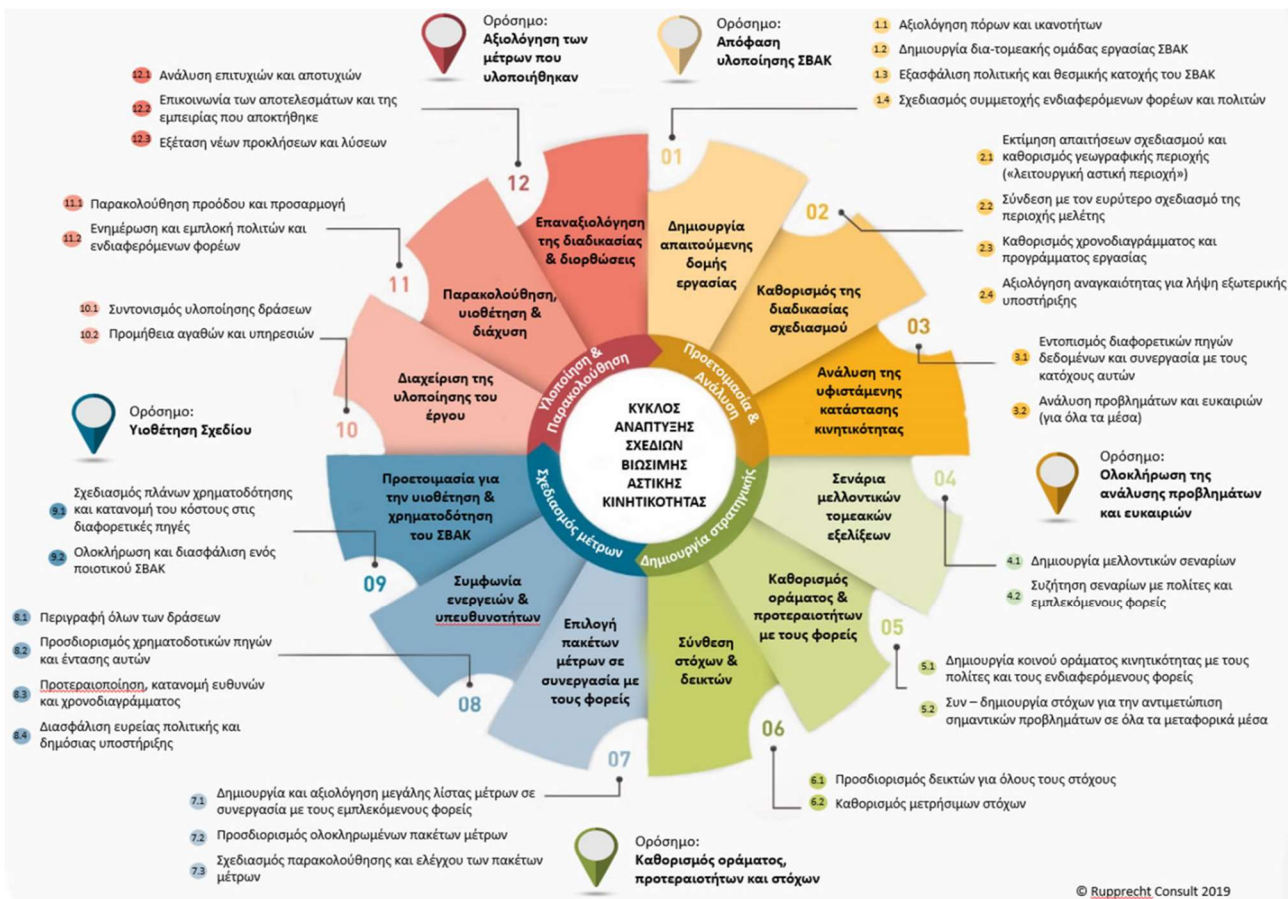 Ορόσημο:
Αξιολόγηση των
μέτρων που
υλοποιήθηκαν
Ορόσημο:
Απόφαση
υλοποίησης ΣΒΑΚ
1.1 Αξιολόγηση πόρων και ικανοτήτων
1.2 Δημιουργία δια-τομεακής ομάδας εργασίας ΣΒΑΚ
1.3 Εξασφάλιση πολιτικής και θεσμικής κατοχής του ΣΒΑΚ
1.4 Σχεδιασμός συμμετοχής ενδιαφερόμενων φορέων και πολιτών
12.1 Ανάλυση επιτυχιών και αποτυχιών
12.2 Επικοινωνία των αποτελεσμάτων και της
εμπειρίας που αποκτήθηκε
12.3 Εξέταση νέων προκλήσεων και λύσεων
2.1 Εκτίμηση απαιτήσεων σχεδιασμού και
καθορισμός γεωγραφικής περιοχής
(«λειτουργική αστική περιοχή»)
2.2 Σύνδεση με τον ευρύτερο σχεδιασμό της
περιοχής μελέτης
2.3 Καθορισμός χρονοδιαγράμματος και
προγράμματος εργασίας
2.4 Αξιολόγηση αναγκαιότητας για λήψη εξωτερικής
υποστήριξης
11.1 Παρακολούθηση προόδου και προσαρμογή
11.2 Ενημέρωση και εμπλοκή πολιτών και
ενδιαφερόμενων φορέων
10.1 Συντονισμός υλοποίησης δράσεων
10.2 Προμήθεια αγαθών και υπηρεσιών
3.1 Εντοπισμός διαφορετικών πηγών
δεδομένων και συνεργασία με τους
κατόχους αυτών
3.2 Ανάλυση προβλημάτων και ευκαιριών
(για όλα τα μέσα)
Ορόσημο:
Υιοθέτηση Σχεδίου
Ορόσημο:
Ολοκλήρωση της
ανάλυσης προβλημάτων
και ευκαιριών
01
Δημιουργία
απαιτούμενης
δομής
εργασίας
02
Καθορισμός της
διαδικασίας
σχεδιασμού
03
Ανάλυση της
υφιστάμενης
κατάστασης
κινητικότητας
04
Σενάρια
μελλοντικών
τομεακών
εξελίξεων
05
Καθορισμός
οράματος &
προτεραιοτήτων
με τους φορείς
06
Σύνθεση
στόχων &
δεικτών
07
Επιλογή
πακέτων
μέτρων σε
συνεργασία με
τους φορείς
08
Συμφωνία
ενεργειών &
υπευθυνοτήτων
09
Προετοιμασία για
την υιοθέτηση &
χρηματοδότηση
του ΣΒΑΚ
10
Διαχείριση της
υλοποίησης του
έργου
11
Παρακολούθηση,
υιοθέτηση &
διάχυση
12
Επαναξιολόγηση
της διαδικασίας
& διορθώσεις
Υλοποίηση &
Παρακολούθηση
Προετοιμασία &
Ανάλυση
Δημιουργία στρατηγικής
Σχεδιασμός μέτρων
ΚΥΚΛΟΣ
ΑΝΑΠΤΥΞΗΣ
ΣΧΕΔΙΩΝ
ΒΙΩΣΙΜΗΣ
ΑΣΤΙΚΗΣ
ΚΙΝΗΤΙΚΟΤΗΤΑΣ
9.1 Σχεδιασμός πλάνων χρηματοδότησης
και κατανομή του κόστους στις
διαφορετικές πηγές
9.2 Ολοκλήρωση και διασφάλιση ενός
ποιοτικού ΣΒΑΚ
4.1 Δημιουργία μελλοντικών σεναρίων
4.2 Συζήτηση σεναρίων με πολίτες και
εμπλεκόμενους φορείς
8.1 Περιγραφή όλων των δράσεων
8.2 Προσδιορισμός χρηματοδοτικών πηγών
και έντασης αυτών
8.3 Προτεραιοποίηση, κατανομή ευθυνών
και χρονοδιαγράμματος
8.4 Διασφάλιση ευρείας πολιτικής και
δημόσιας υποστήριξης
5.1 Δημιουργία κοινού οράματος κινητικότητας με τους
πολίτες και τους ενδιαφερόμενους φορείς
5.2 Συν – δημιουργία στόχων για την αντιμετώπιση
σημαντικών προβλημάτων σε όλα τα μεταφορικά μέσα
6.1 Προσδιορισμός δεικτών για όλους τους στόχους
6.2 Καθορισμός μετρήσιμων στόχων
7.1 Δημιουργία και αξιολόγηση μεγάλης λίστας μέτρων σε
συνεργασία με τους εμπλεκόμενους φορείς
7.2 Προσδιορισμός ολοκληρωμένων πακέτων μέτρων
7.3 Σχεδιασμός παρακολούθησης και ελέγχου των πακέτων
μέτρων
Ορόσημο:
Καθορισμός οράματος,
προτεραιοτήτων και στόχων
© Rupprecht Consult 2019